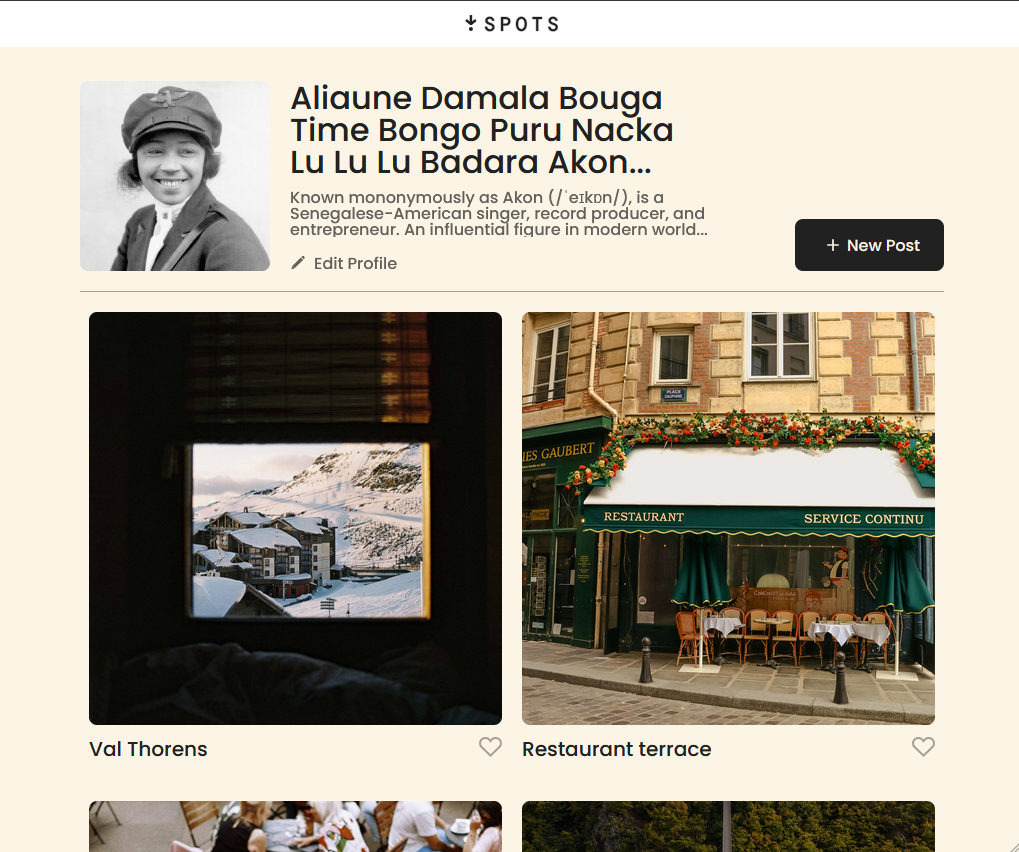 SPOTS
Aliaune Damala Bouga
Time Bongo Puru Nacka
Lu Lu Lu Badara Akon...
Known mononymously as Akon (/ˈeɪkɒn/), is a
Senegalese-American singer, record producer, and
entrepreneur. An influential figure in modern world...
Edit Profile
+ New Post
PLACE
DAUPHINE
IES GAUBERT
RESTAURANT
SERVICE CONTINU
Val Thorens
Restaurant terrace